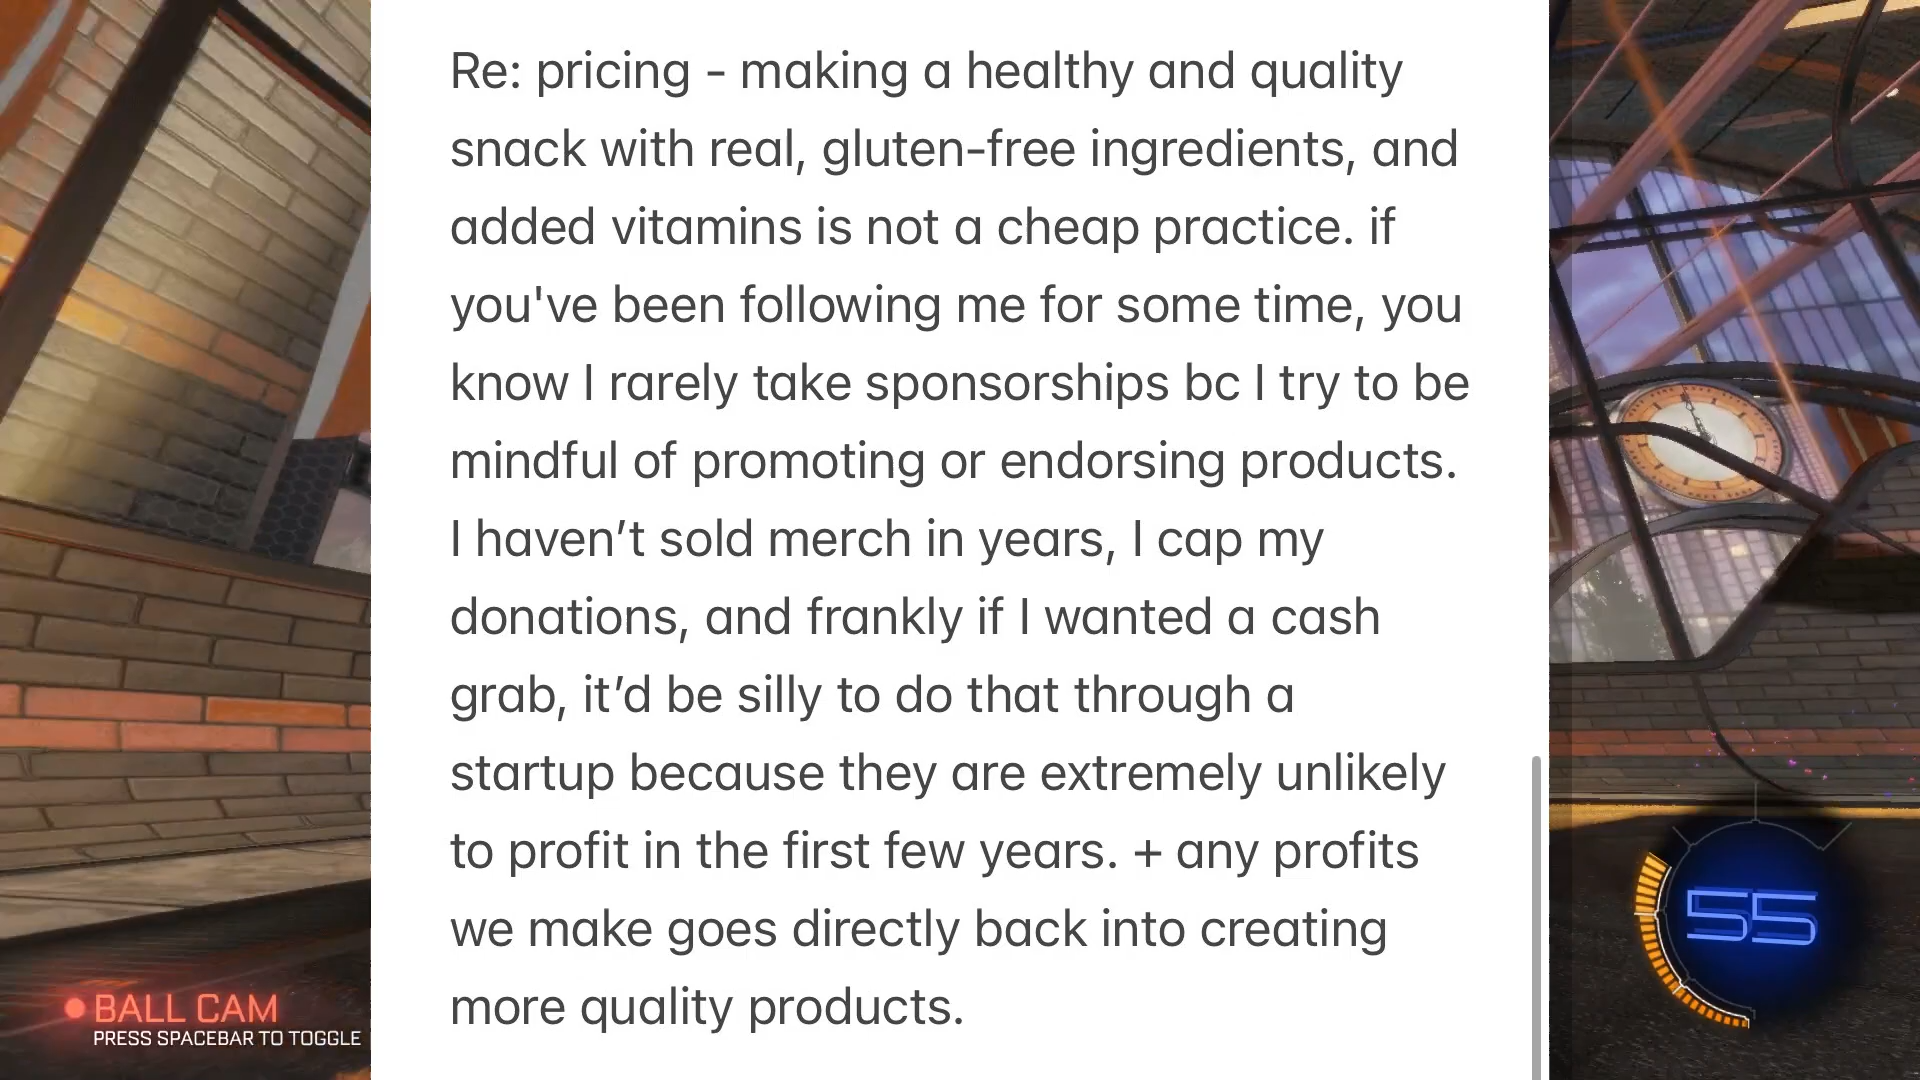 Re: pricing - making a healthy and quality
snack with real, gluten-free ingredients, and
added vitamins is not a cheap practice. if
you've been following me for some time, you
know I rarely take sponsorships bc I try to be
mindful of promoting or endorsing products.
I haven’t sold merch in years, I cap my
donations, and frankly if I wanted a cash
grab, it’d be silly to do that through a
startup because they are extremely unlikely
to profit in the first few years. + any profits
we make goes directly back into creating
more quality products.
BALL CAM
PRESS SPACEBAR TO TOGGLE
55